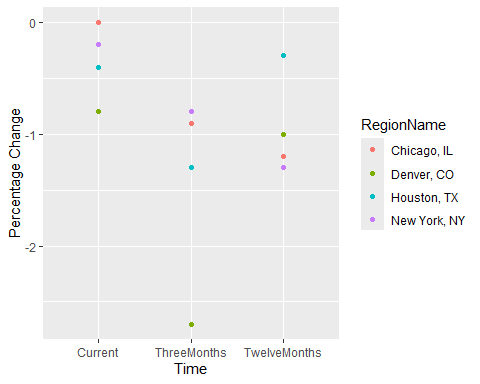 0
-1
-2
Percentage Change
Current
ThreeMonths
TwelveMonths
Time
RegionName
Chicago, IL
Denver, CO
Houston, TX
New York, NY